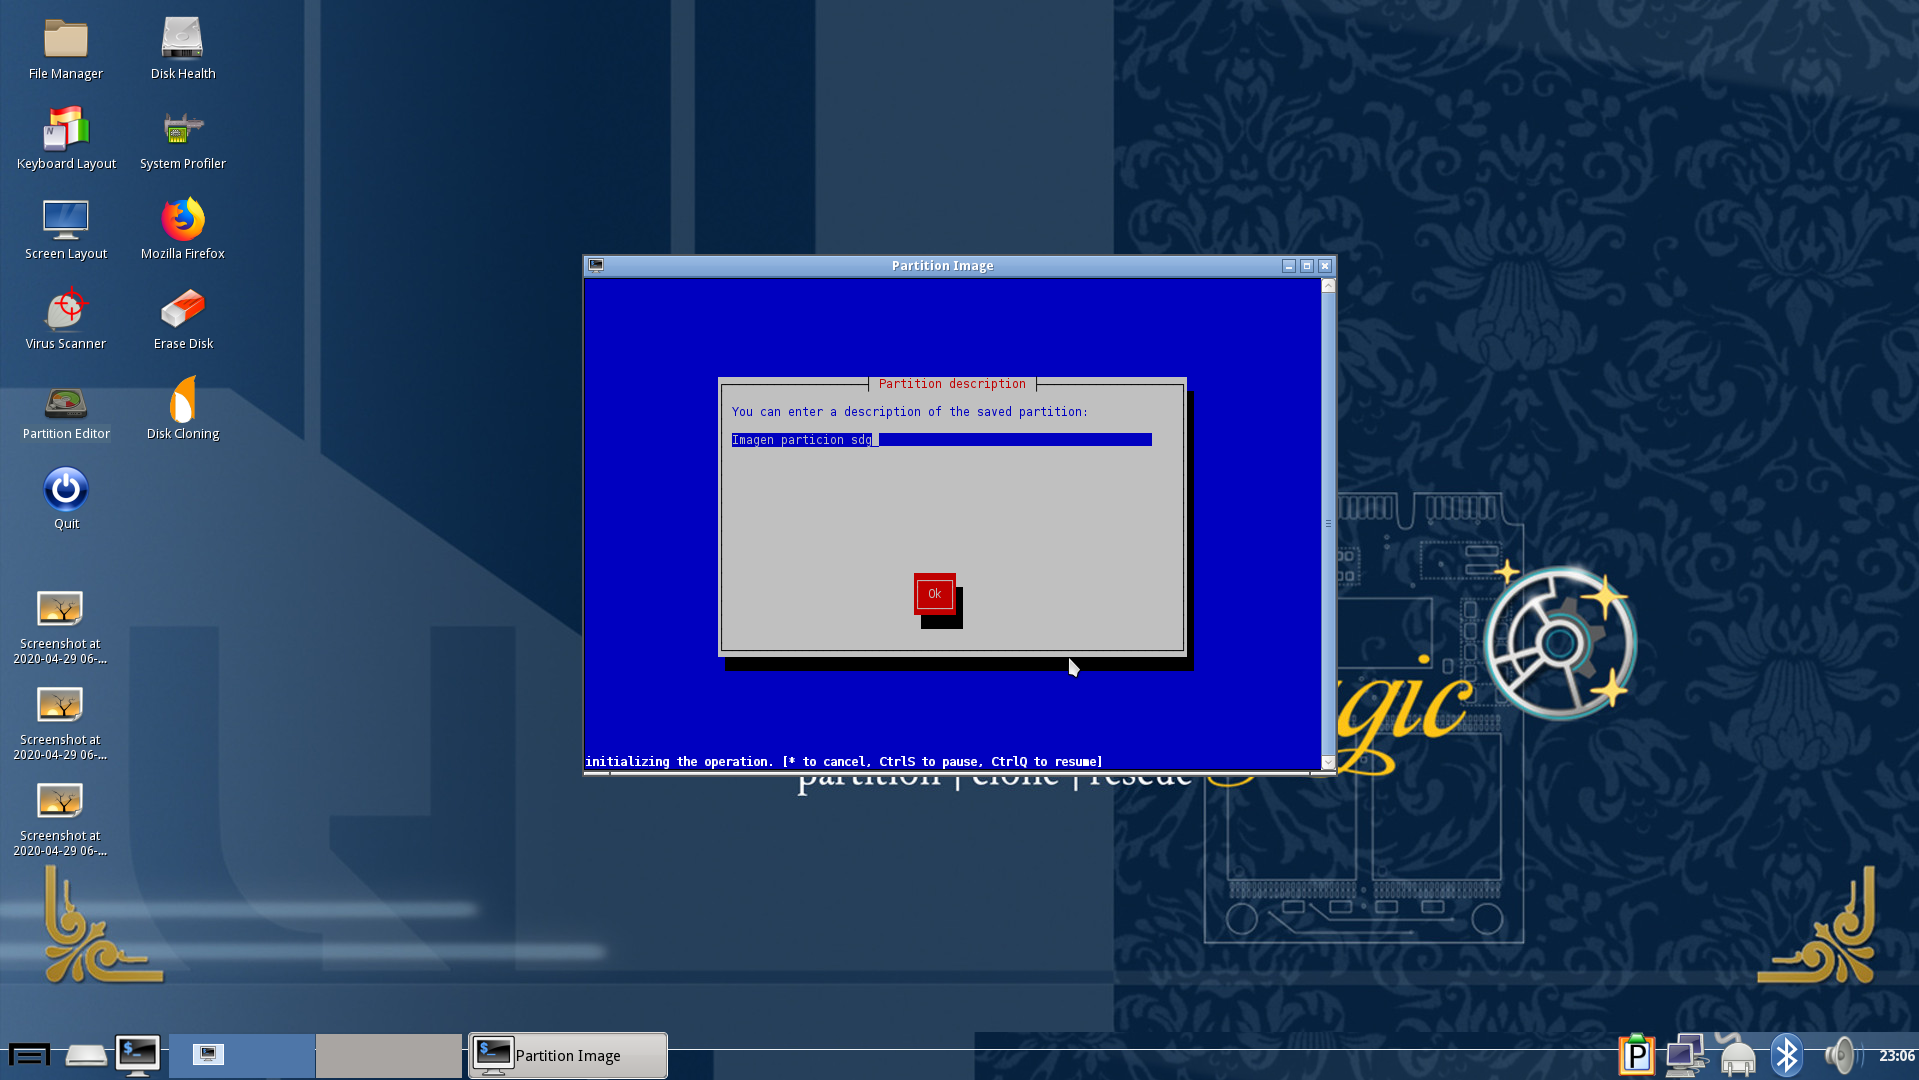 File Manager
Disk Health
Keyboard Layout
System Profiler
Screen Layout
Mozilla Firefox
Virus Scanner
Erase Disk
Partition Editor
Disk Cloning
Quit
Screenshot at
2020-04-29 06-...
Screenshot at
2020-04-29 06-...
Screenshot at
2020-04-29 06-...
Partition Image
Partition description
You can enter a description of the saved partition:
Imagen particion sdg
Ok
initializing the operation. [* to cancel, CtrlS to pause, CtrlQ to resume]
gic
partition | clone | rescue
Partition Image
23:06